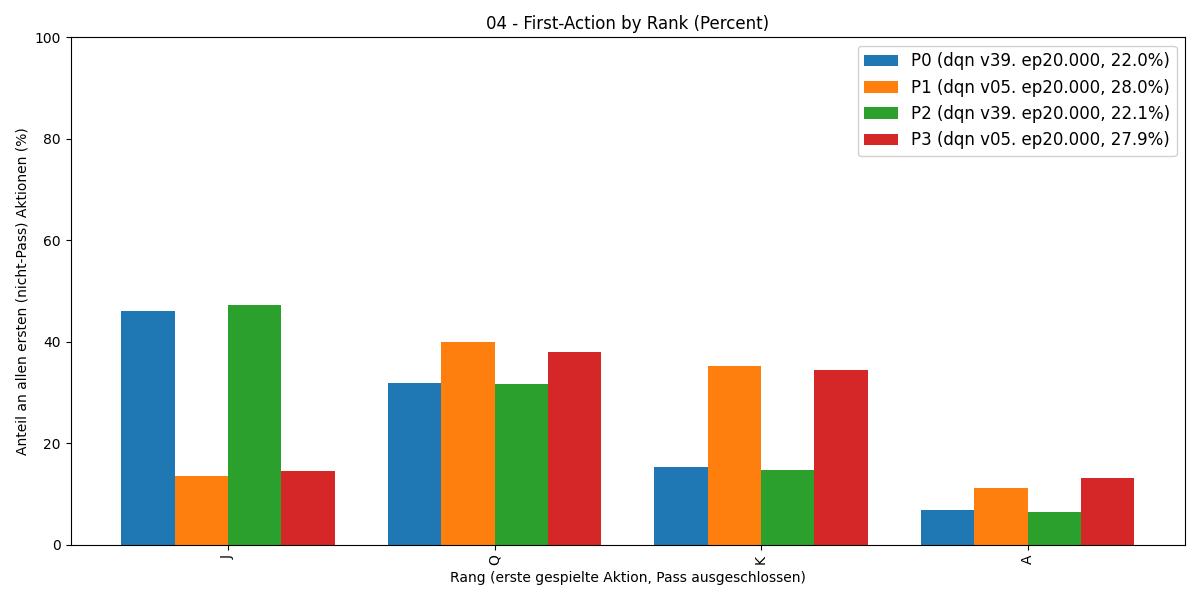 04 - First-Action by Rank (Percent)
Anteil an allen ersten (nicht-Pass) Aktionen (%)
100
80
60
40
20
0
P0 (dqn v39. ep20.000, 22.0%)
P1 (dqn v05. ep20.000, 28.0%)
P2 (dqn v39. ep20.000, 22.1%)
P3 (dqn v05. ep20.000, 27.9%)
J
Q
K
A
Rang (erste gespielte Aktion, Pass ausgeschlossen)